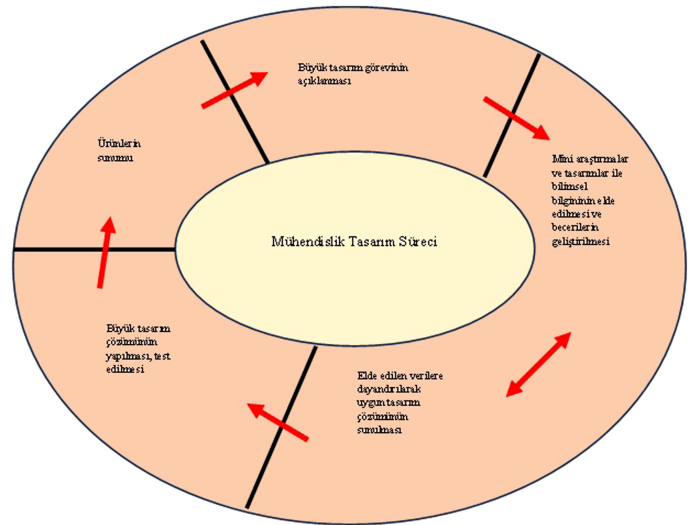 Büyük tasarım görevinin
açıklanması
Mini araştırmalar
ve tasarımlar ile
bilimsel
bilgininin elde
edilmesi ve
becerilerin
geliştirilmesi
Elde edilen verilere
dayandırılarak
uygun tasarım
çözümünün
sunulması
Büyük tasarım
çözümünün
yapılması, test
edilmesi
Ürünlerin
sunumu
Mühendislik Tasarım Süreci